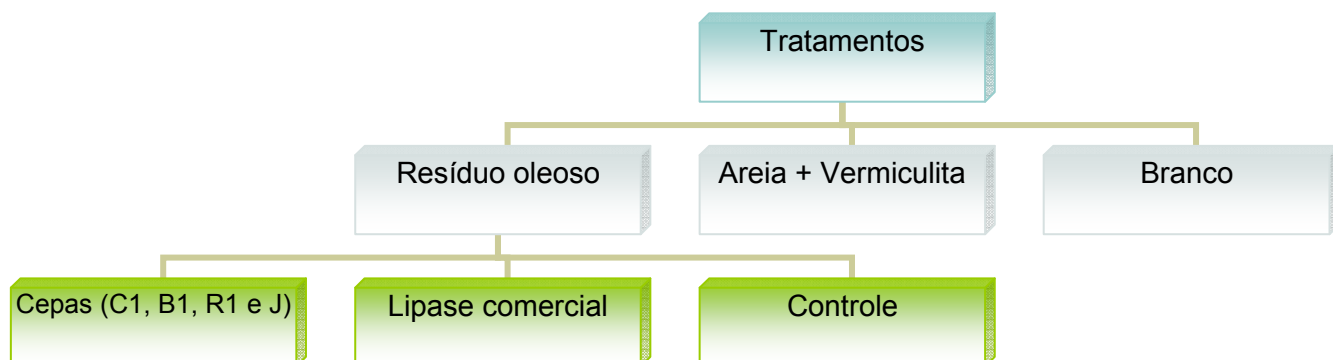 Tratamentos
Resíduo oleoso
Areia + Vermiculita
Branco
Cepas (C1, B1, R1 e J)
Lipase comercial
Controle